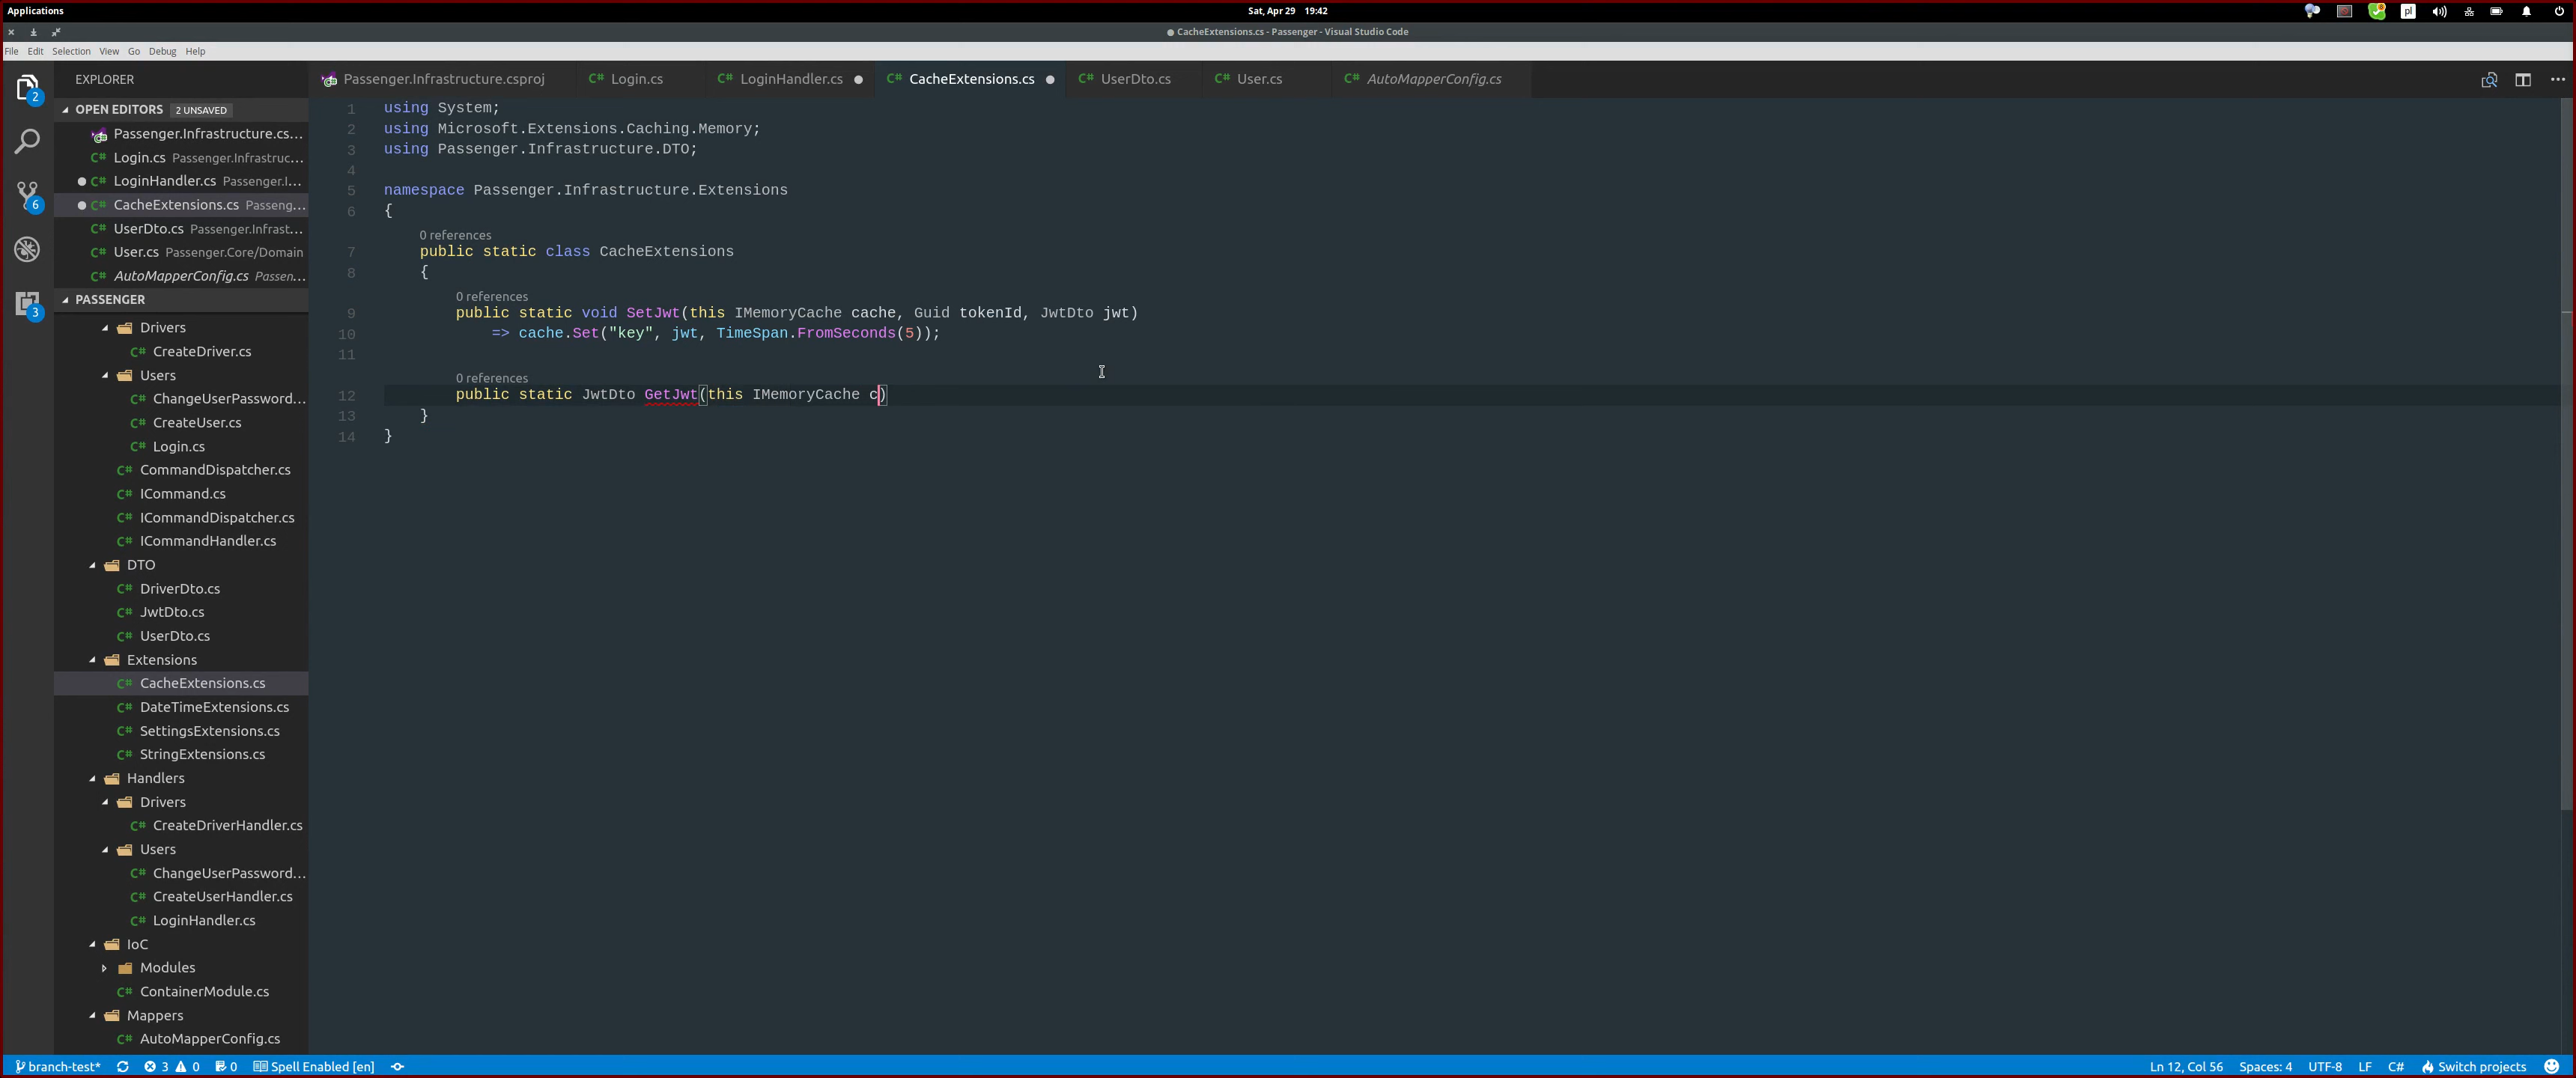 Applications
Sat, Apr 29 19:42
pl
CacheExtensions.cs - Passenger - Visual Studio Code
File Edit Selection View Go Debug Help
EXPLORER
Passenger.Infrastructure.csproj
Login.cs
LoginHandler.cs
CacheExtensions.cs
UserDto.cs
User.cs
AutoMapperConfig.cs
2
6
3
OPEN EDITORS 2 UNSAVED
Passenger.Infrastructure.cs...
Login.cs Passenger.Infrastruc...
LoginHandler.cs Passenger.I...
CacheExtensions.cs Passeng...
UserDto.cs Passenger.Infrast...
User.cs Passenger.Core/Domain
AutoMapperConfig.cs Passen...
PASSENGER
Drivers
CreateDriver.cs
Users
ChangeUserPassword...
CreateUser.cs
Login.cs
CommandDispatcher.cs
ICommand.cs
ICommandDispatcher.cs
ICommandHandler.cs
DTO
DriverDto.cs
JwtDto.cs
UserDto.cs
Extensions
CacheExtensions.cs
DateTimeExtensions.cs
SettingsExtensions.cs
StringExtensions.cs
Handlers
Drivers
CreateDriverHandler.cs
Users
ChangeUserPassword...
CreateUserHandler.cs
LoginHandler.cs
IoC
Modules
ContainerModule.cs
Mappers
AutoMapperConfig.cs
1 using System;
2 using Microsoft.Extensions.Caching.Memory;
3 using Passenger.Infrastructure.DTO;
4
5 namespace Passenger.Infrastructure.Extensions
6 {
0 references
7 public static class CacheExtensions
8 {
0 references
9 public static void SetJwt(this IMemoryCache cache, Guid tokenId, JwtDto jwt)
10 => cache.Set("key", jwt, TimeSpan.FromSeconds(5));
11
0 references
12 public static JwtDto GetJwt(this IMemoryCache c)
13 }
14 }
branch-test* 3 0 0 Spell Enabled [en] Ln 12, Col 56 Spaces: 4 UTF-8 LF C# Switch projects